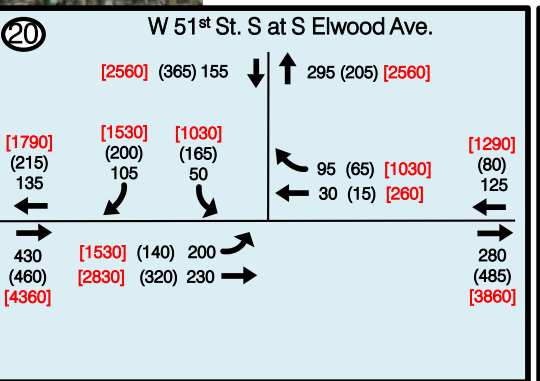 20 W 51st St. S at S Elwood Ave.
[2560] (365) 155 295 (205) [2560]
[1790] [1530] [1030] [1290]
(215) (200) (165) 95 (65) [1030] (80)
135 105 50 30 (15) [260] 125
430 [1530] (140) 200 280
(460) [2830] (320) 230 (485)
[4360] [3860]